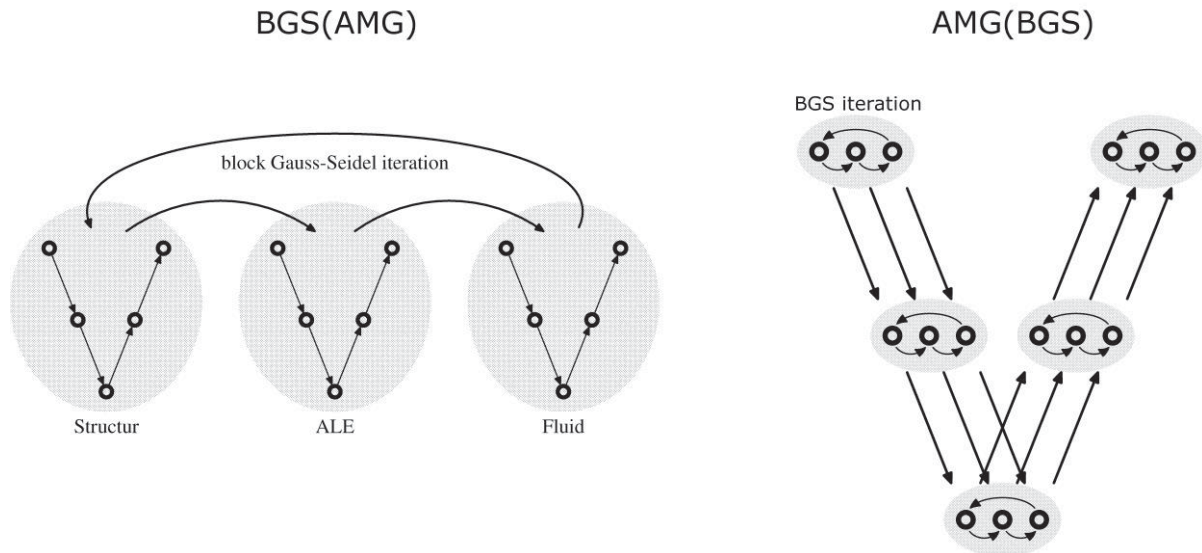 BGS(AMG)
AMG(BGS)
BGS iteration
block Gauss-Seidel iteration
Structur
ALE
Fluid